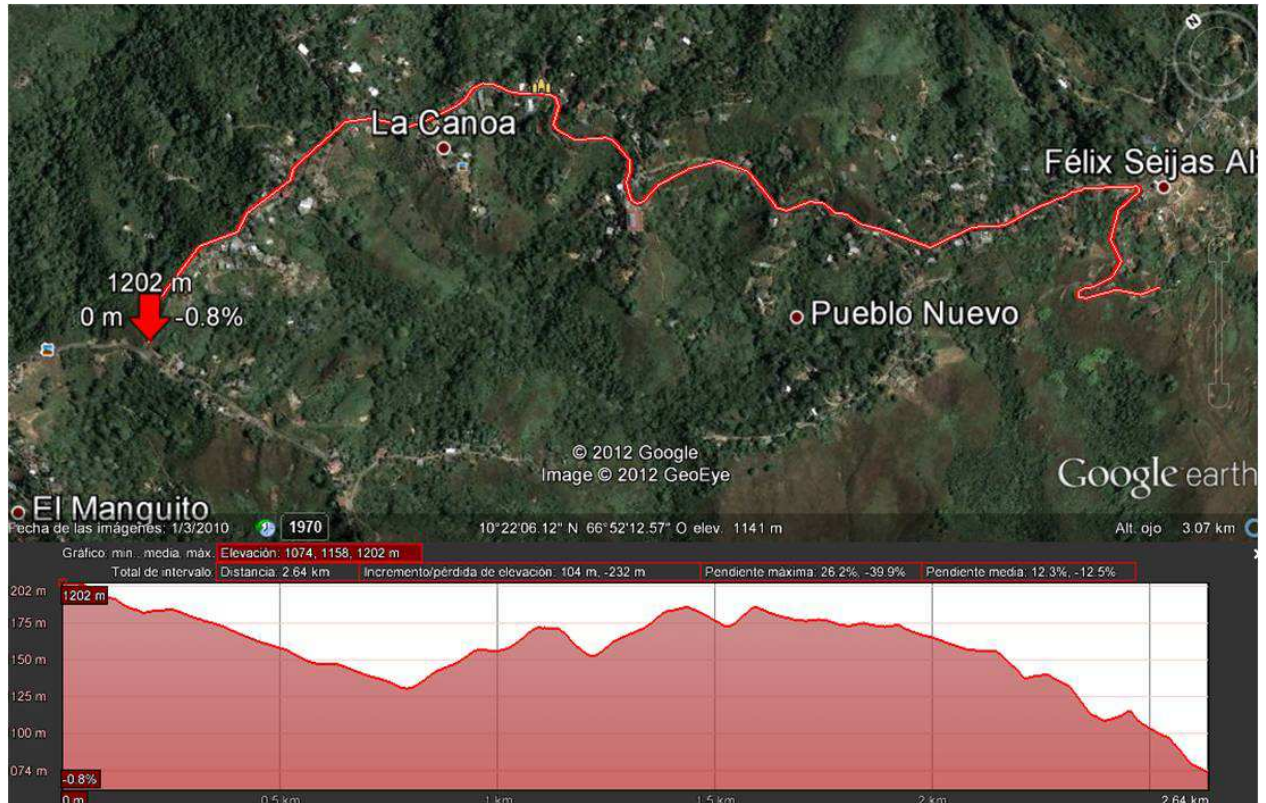 La Canoa
Félix Seijas Al
1202 m
0 m -0.8%
Pueblo Nuevo
© 2012 Google
Image © 2012 GeoEye
Google earth
El Manguito
Fecha de las imágenes: 1/3/2010 1970 10°22'06.12" N 66°52'12.57" O elev. 1141 m Alt. ojo 3.07 km
Gráfico: mín., media, máx. Elevación: 1074, 1158, 1202 m
Total de intervalo: Distancia: 2.64 km Incremento/pérdida de elevación: 104 m, -232 m Pendiente máxima: 26.2%, -39.9% Pendiente media: 12.3%, -12.5%
202 m
1202 m
175 m
150 m
125 m
100 m
074 m
-0.8%
0 m 0.5 km 1 km 1.5 km 2 km 2.64 km